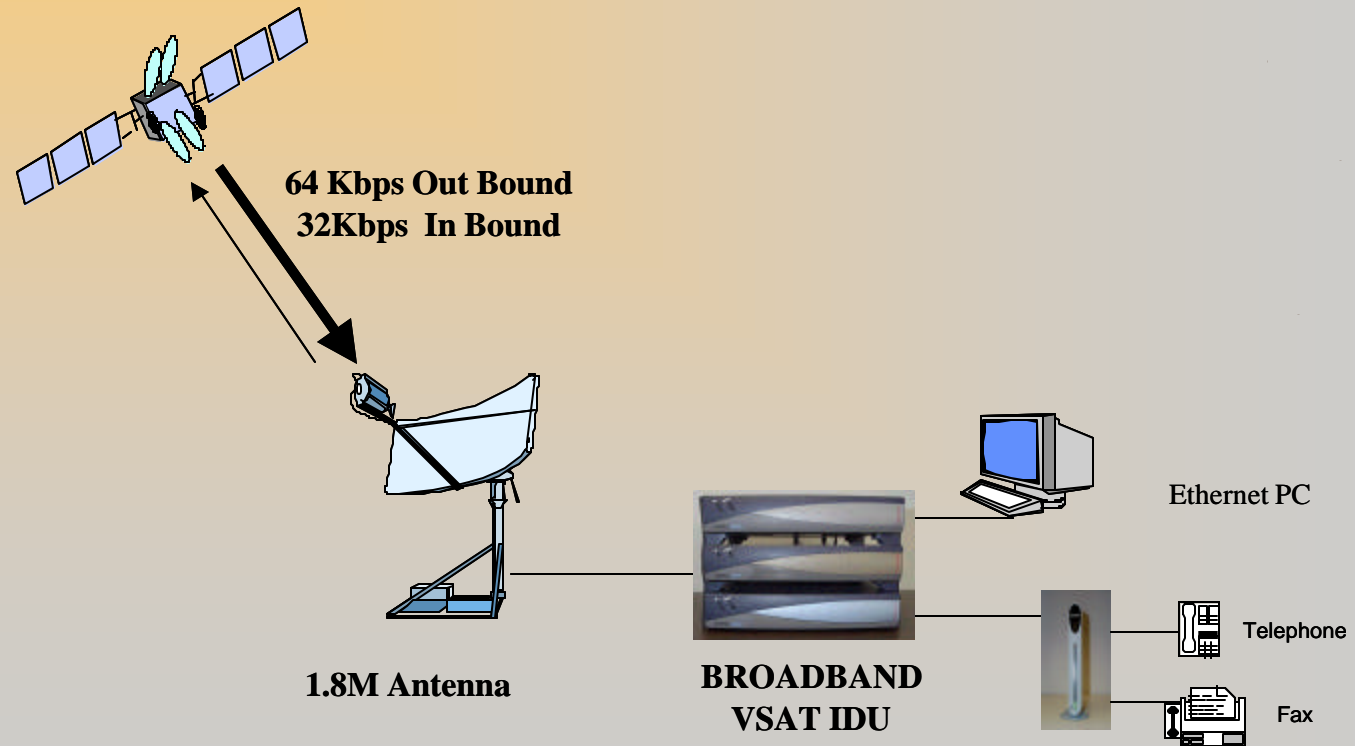 64 Kbps Out Bound
32Kbps In Bound
Ethernet PC
Telephone
1.8M Antenna
BROADBAND
VSAT IDU
Fax